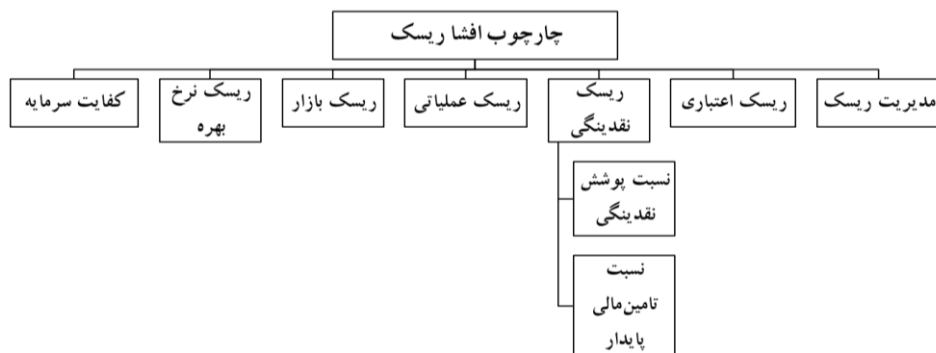 چارچوب افشا ریسک
مدیریت ریسک
ریسک اعتباری
ریسک
نقدینگی
ریسک عملیاتی
ریسک بازار
ریسک نرخ
بهره
کفایت سرمایه
نسبت پوشش
نقدینگی
نسبت
تامین‌مالی
پایدار